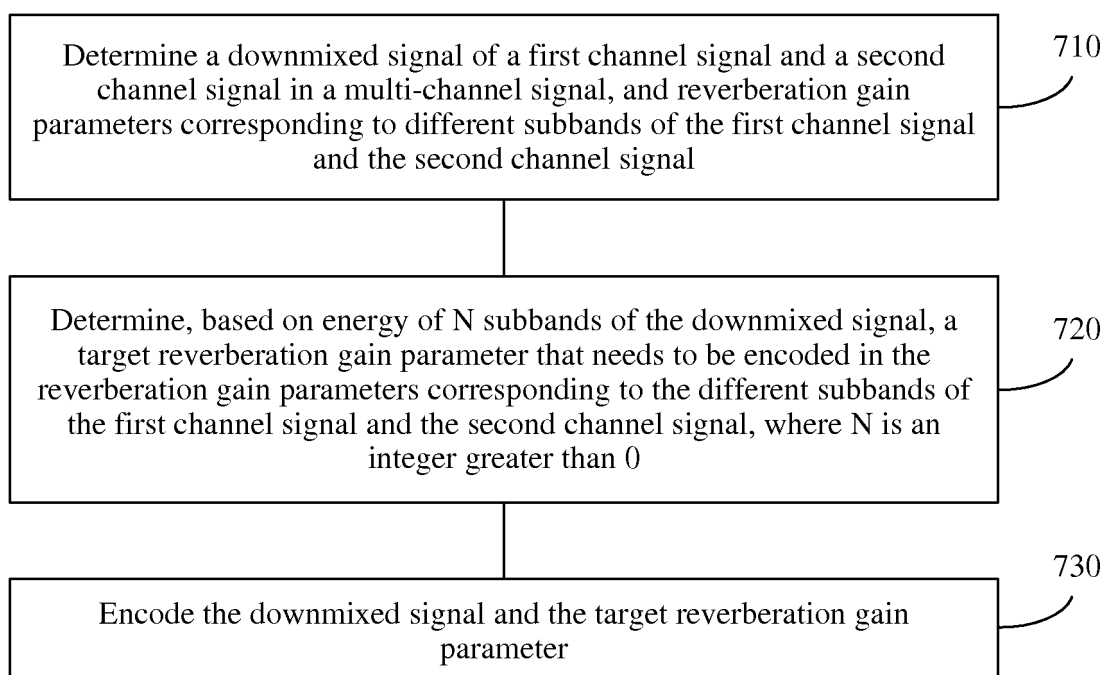 Determine a downmixed signal of a first channel signal and a second
channel signal in a multi-channel signal, and reverberation gain
parameters corresponding to different subbands of the first channel signal
and the second channel signal
710
Determine, based on energy of N subbands of the downmixed signal, a
target reverberation gain parameter that needs to be encoded in the
reverberation gain parameters corresponding to the different subbands of
the first channel signal and the second channel signal, where N is an
integer greater than 0
720
Encode the downmixed signal and the target reverberation gain
parameter
730